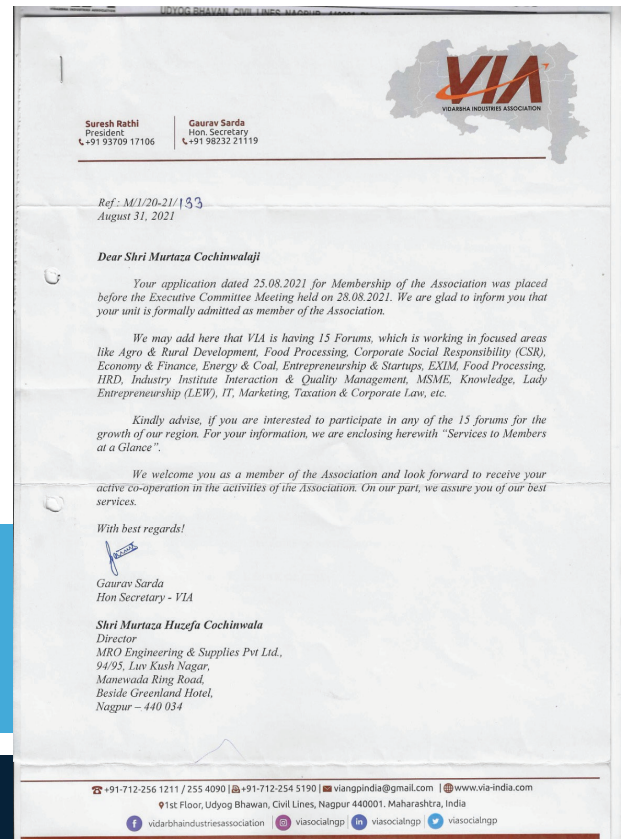 UDYOG BHAVAN, CIVIL LINES, NAGPUR
VIA
VIDARBHA INDUSTRIES ASSOCIATION
Suresh Rathi
President
+91 93709 17106
Gaurav Sarda
Hon. Secretary
+91 98232 21119
Ref : M/1/20-21/133
August 31, 2021
Dear Shri Murtaza Cochinwalaji
Your application dated 25.08.2021 for Membership of the Association was placed
before the Executive Committee Meeting held on 28.08.2021. We are glad to inform you that
your unit is formally admitted as member of the Association.
We may add here that VIA is having 15 Forums, which is working in focused areas
like Agro & Rural Development, Food Processing, Corporate Social Responsibility (CSR),
Economy & Finance, Energy & Coal, Entrepreneurship & Startups, EXIM, Food Processing,
HRD, Industry Institute Interaction & Quality Management, MSME, Knowledge, Lady
Entrepreneurship (LEW), IT, Marketing, Taxation & Corporate Law, etc.
Kindly advise, if you are interested to participate in any of the 15 forums for the
growth of our region. For your information, we are enclosing herewith “Services to Members
at a Glance”.
We welcome you as a member of the Association and look forward to receive your
active co-operation in the activities of the Association. On our part, we assure you of our best
services.
With best regards!
Gaurav Sarda
Hon Secretary - VIA
Shri Murtaza Huzefa Cochinwala
Director
MRO Engineering & Supplies Pvt Ltd.,
94/95, Luv Kush Nagar,
Manewada Ring Road,
Beside Greenland Hotel,
Nagpur – 440 034
+91-712-256 1211 / 255 4090 | +91-712-254 5190 | viangpindia@gmail.com | www.via-india.com
1st Floor, Udyog Bhawan, Civil Lines, Nagpur 440001. Maharashtra, India
vidarbhaindustriesassociation | viasocialngp | viasocialngp | viasocialngp